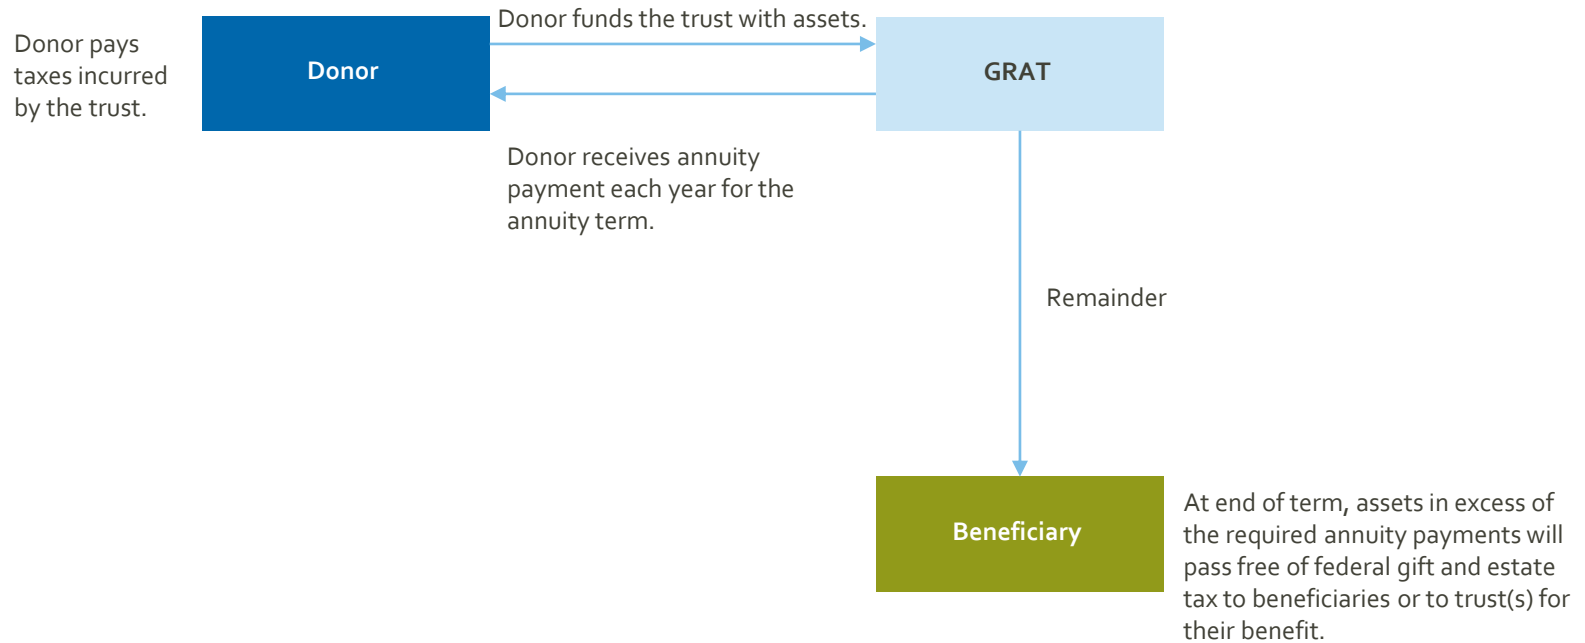 Donor funds the trust with assets.
Donor pays
taxes incurred
by the trust.
Donor
GRAT
Donor receives annuity
payment each year for the
annuity term.
Remainder
Beneficiary
At end of term, assets in excess of
the required annuity payments will
pass free of federal gift and estate
tax to beneficiaries or to trust(s) for
their benefit.